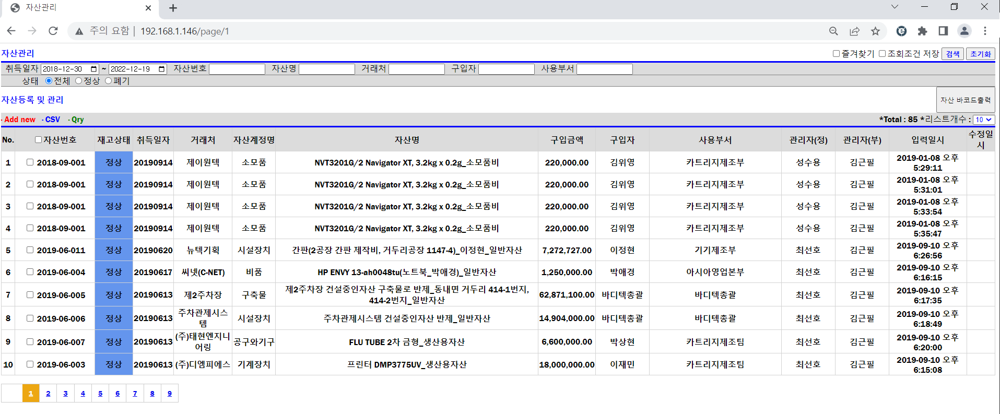 자산관리
주의 요함 | 192.168.1.146/page/1
자산관리 즐겨찾기 조회조건 저장 검색 초기화
취득일자 2018-12-30 ~ 2022-12-19 자산번호 자산명 거래처 구입자 사용부서
상태 전체 정상 폐기
자산등록 및 관리 자산 바코드출력
· Add new · CSV · Qry *Total : 85 *리스트개수 : 10
No. 자산번호 재고상태 취득일자 거래처 자산계정명 자산명 구입금액 구입자 사용부서 관리자(정) 관리자(부) 입력일시 수정일시
1 2018-09-001 정상 20190914 제이원텍 소모품 NVT3201G/2 Navigator XT, 3.2kg x 0.2g_소모품비 220,000.00 김위영 카트리지제조부 성수용 김근필 2019-01-08 오후 5:29:11
2 2018-09-001 정상 20190914 제이원텍 소모품 NVT3201G/2 Navigator XT, 3.2kg x 0.2g_소모품비 220,000.00 김위영 카트리지제조부 성수용 김근필 2019-01-08 오후 5:31:01
3 2018-09-001 정상 20190914 제이원텍 소모품 NVT3201G/2 Navigator XT, 3.2kg x 0.2g_소모품비 220,000.00 김위영 카트리지제조부 성수용 김근필 2019-01-08 오후 5:33:54
4 2018-09-001 정상 20190914 제이원텍 소모품 NVT3201G/2 Navigator XT, 3.2kg x 0.2g_소모품비 220,000.00 김위영 카트리지제조부 성수용 김근필 2019-01-08 오후 5:35:47
5 2019-06-011 정상 20190620 뉴텍기획 시설장치 간판(2공장 간판 제작비, 거두리공장 1147-4)_이정현_일반자산 7,272,727.00 이정현 기기제조부 최선호 김근필 2019-09-10 오후 6:26:56
6 2019-06-004 정상 20190617 씨넷(C-NET) 비품 HP ENVY 13-ah0048tu(노트북_박애경)_일반자산 1,250,000.00 박애경 아시아영업본부 최선호 김근필 2019-09-10 오후 6:16:15
7 2019-06-005 정상 20190613 제2주차장 구축물 제2주차장 건설중인자산 구축물로 반제_동내면 거두리 414-1번지, 414-2번지_일반자산 62,871,100.00 바디텍총괄 바디텍총괄 최선호 김근필 2019-09-10 오후 6:17:35
8 2019-06-006 정상 20190613 주차관제시스템 시설장치 주차관제시스템 건설중인자산 반제_일반자산 14,904,000.00 바디텍총괄 바디텍총괄 최선호 김근필 2019-09-10 오후 6:18:49
9 2019-06-007 정상 20190613 (주)태현엔지니어링 공구와기구 FLU TUBE 2차 금형_생산용자산 6,600,000.00 박상현 카트리지제조팀 최선호 김근필 2019-09-10 오후 6:20:00
10 2019-06-003 정상 20190613 (주)디엠피에스 기계장치 프린터 DMP3775UV_생산용자산 18,000,000.00 이재민 카트리지제조팀 최선호 김근필 2019-09-10 오후 6:15:08
1 2 3 4 5 6 7 8 9